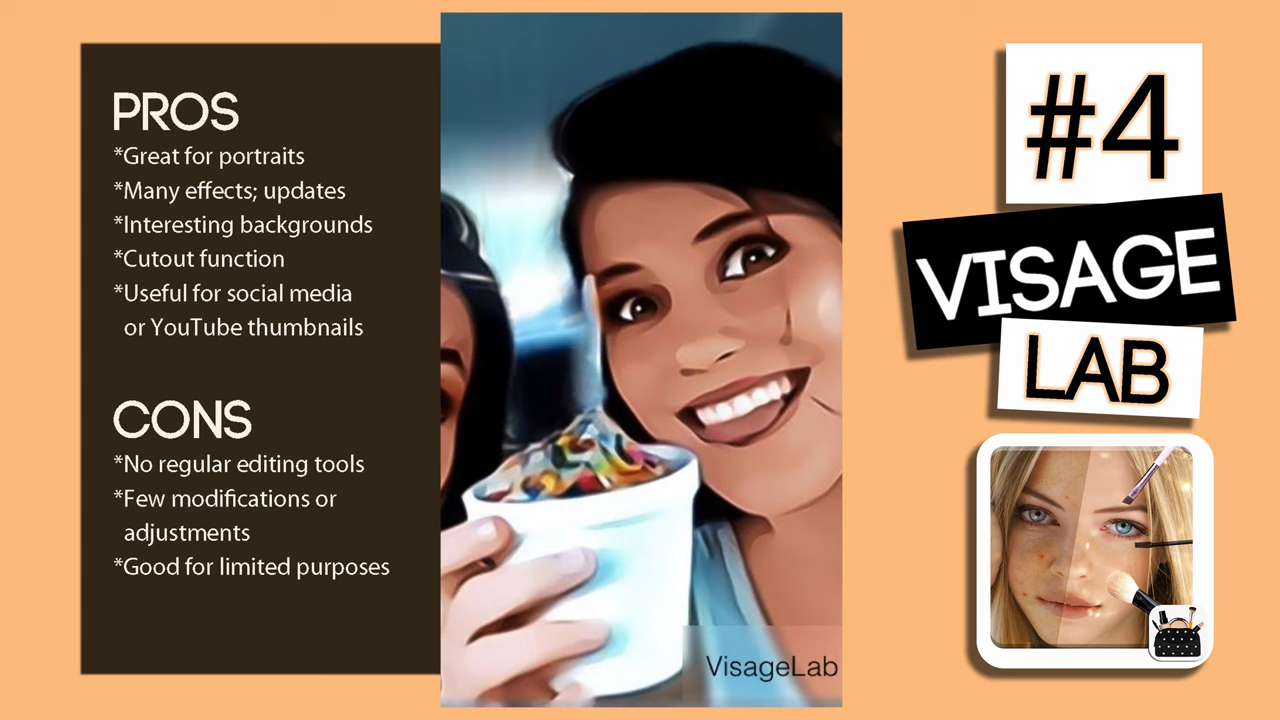 PROS
*Great for portraits
*Many effects; updates
*Interesting backgrounds
*Cutout function
*Useful for social media
or YouTube thumbnails
CONS
*No regular editing tools
*Few modifications or
adjustments
*Good for limited purposes
VisageLab
#4
VISAGE
LAB